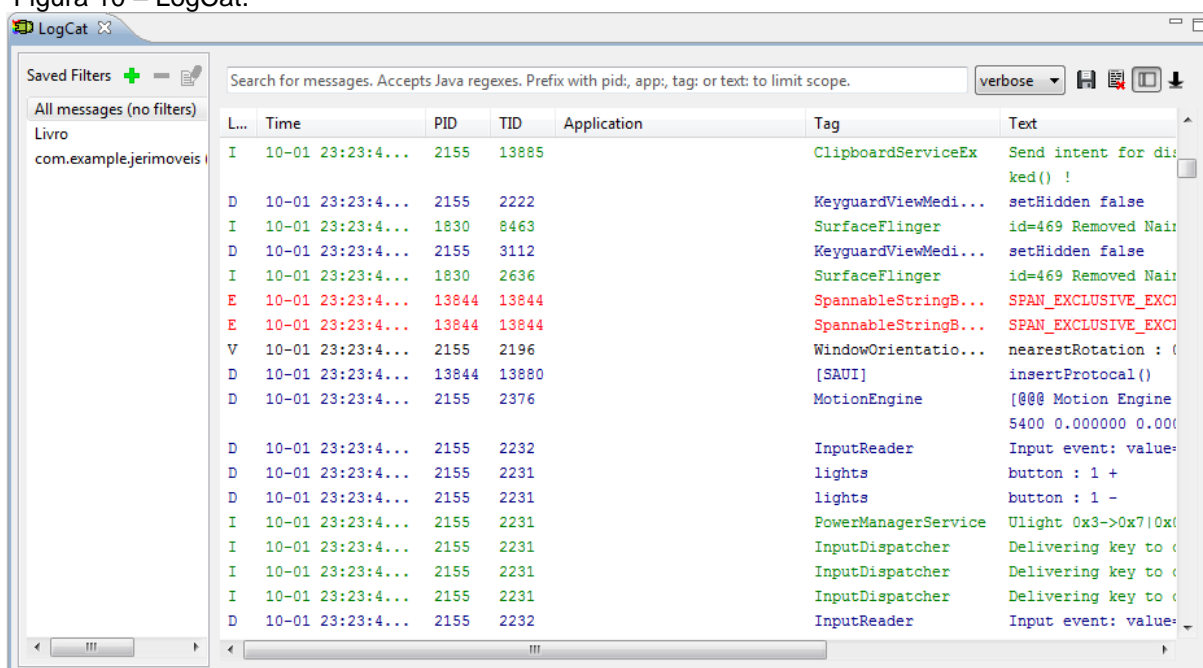 Figura 10 – LogCat.
LogCat
Saved Filters
All messages (no filters)
Livro
com.example.jerimoveis (
Search for messages. Accepts Java regexes. Prefix with pid:, app:, tag: or text: to limit scope.
verbose
L... Time PID TID Application Tag Text
I 10-01 23:23:4... 2155 13885 ClipboardServiceEx Send intent for dis
ked() !
D 10-01 23:23:4... 2155 2222 KeyguardViewMedi... setHidden false
I 10-01 23:23:4... 1830 8463 SurfaceFlinger id=469 Removed Nair
D 10-01 23:23:4... 2155 3112 KeyguardViewMedi... setHidden false
I 10-01 23:23:4... 1830 2636 SurfaceFlinger id=469 Removed Nair
E 10-01 23:23:4... 13844 13844 SpannableStringB... SPAN_EXCLUSIVE_EXCI
E 10-01 23:23:4... 13844 13844 SpannableStringB... SPAN_EXCLUSIVE_EXCI
V 10-01 23:23:4... 2155 2196 WindowOrientatio... nearestRotation : 
D 10-01 23:23:4... 13844 13880 [SAUI] insertProtocal()
D 10-01 23:23:4... 2155 2376 MotionEngine [@@@ Motion Engine
5400 0.000000 0.000
D 10-01 23:23:4... 2155 2232 InputReader Input event: value=
D 10-01 23:23:4... 2155 2231 lights button : 1 +
D 10-01 23:23:4... 2155 2231 lights button : 1 -
I 10-01 23:23:4... 2155 2231 PowerManagerService Ulight 0x3->0x7|0x0
I 10-01 23:23:4... 2155 2231 InputDispatcher Delivering key to
I 10-01 23:23:4... 2155 2231 InputDispatcher Delivering key to
I 10-01 23:23:4... 2155 2231 InputDispatcher Delivering key to
D 10-01 23:23:4... 2155 2232 InputReader Input event: value=